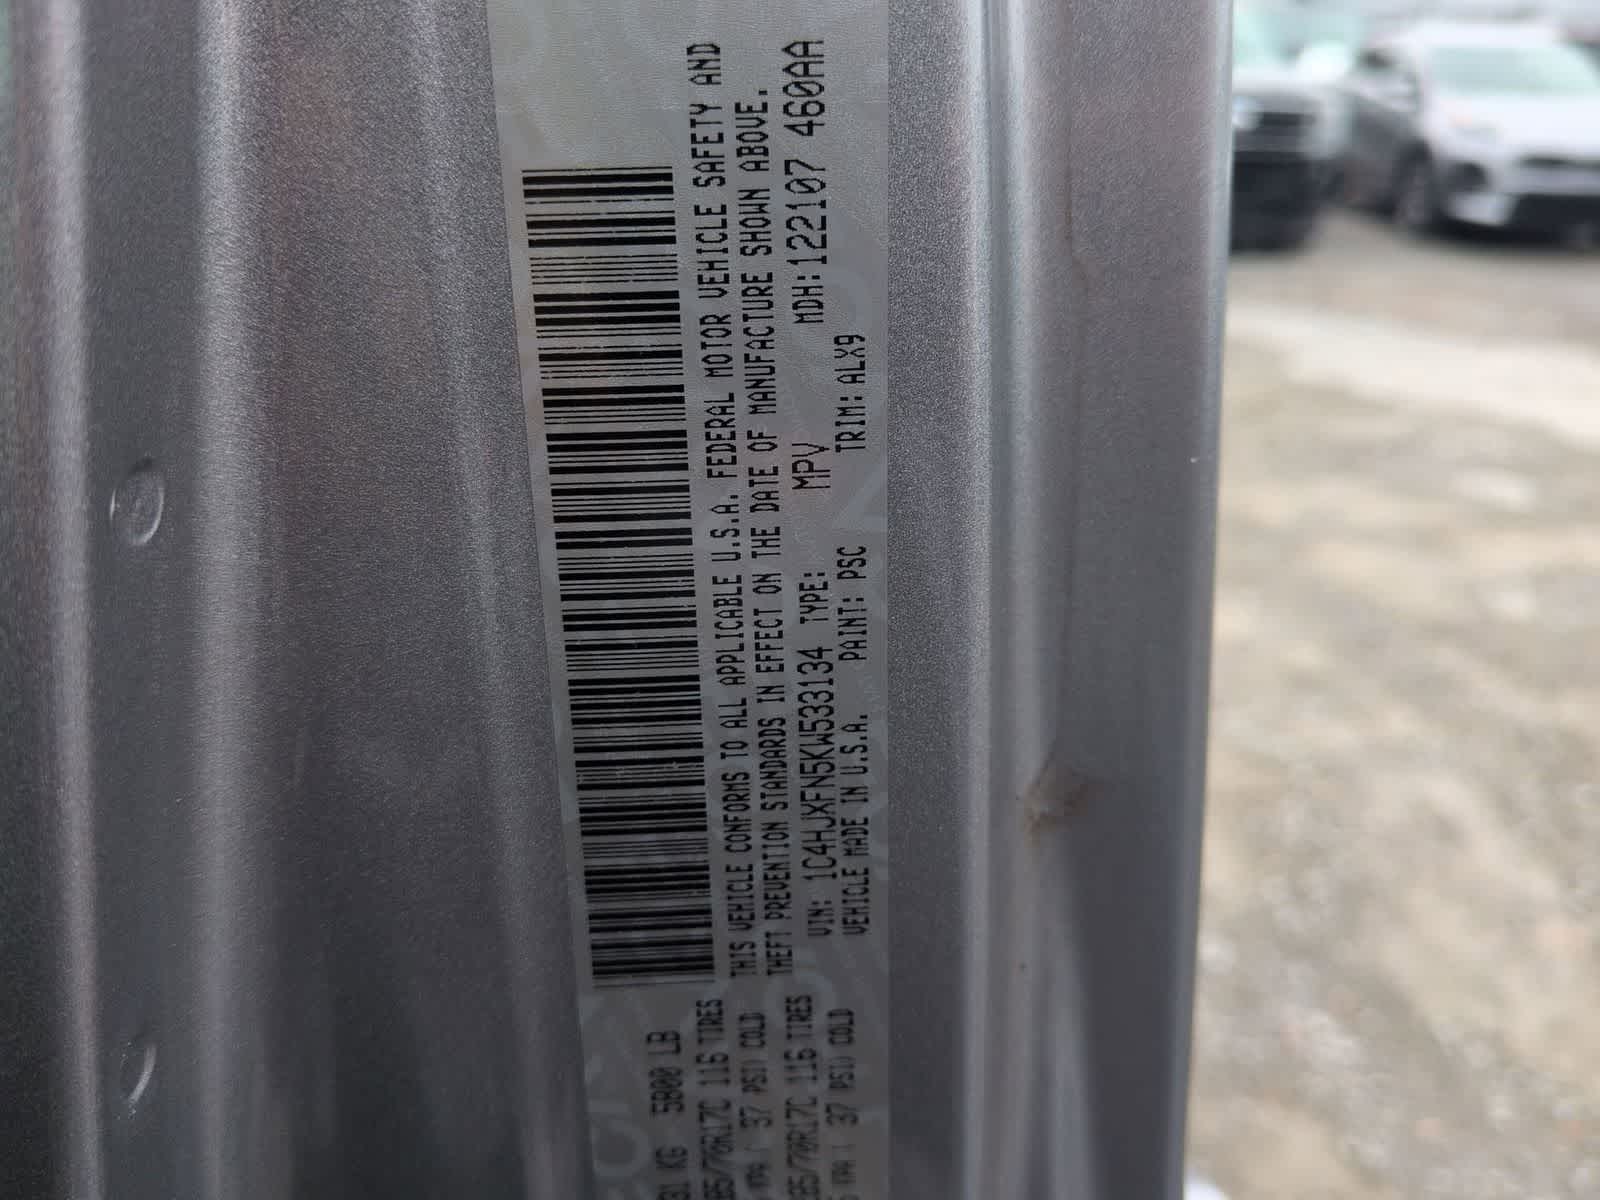 5800 LB
116 TIRES
37 PSI) COLD
116 TIRES
37 PSI) COLD
THIS VEHICLE CONFORMS TO ALL APPLICABLE U.S.A. FEDERAL MOTOR VEHICLE SAFETY AND
THEFT PREVENTION STANDARDS IN EFFECT ON THE DATE OF MANUFACTURE SHOWN ABOVE.
VIN: 1C4HJXFN5KW533134 TYPE: MPV MDH:122107 460AA
VEHICLE MADE IN U.S.A. PAINT: PSC TRIM:ALX9